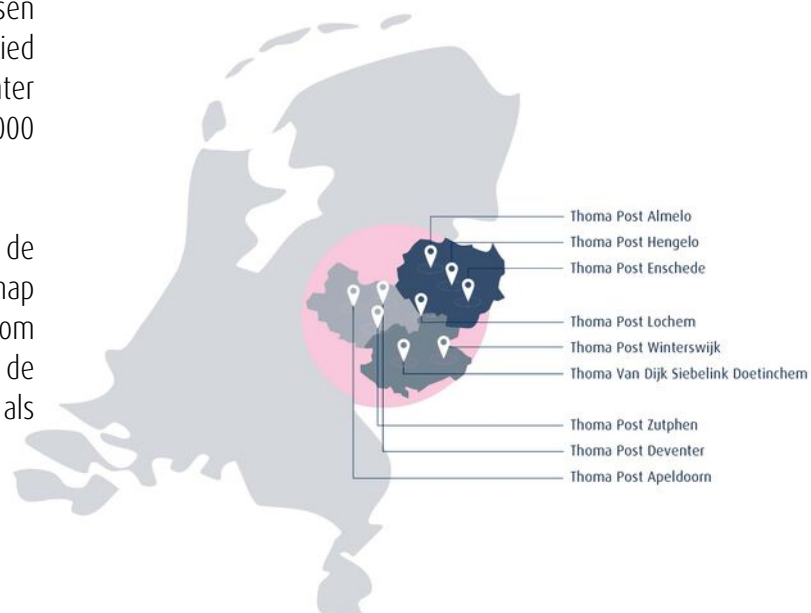 sen
ied
ater
000
de
nap
om
de
als
Thoma Post Almelo
Thoma Post Hengelo
Thoma Post Enschede
Thoma Post Lochem
Thoma Post Winterswijk
Thoma Van Dijk Siebelink Doetinchem
Thoma Post Zutphen
Thoma Post Deventer
Thoma Post Apeldoorn